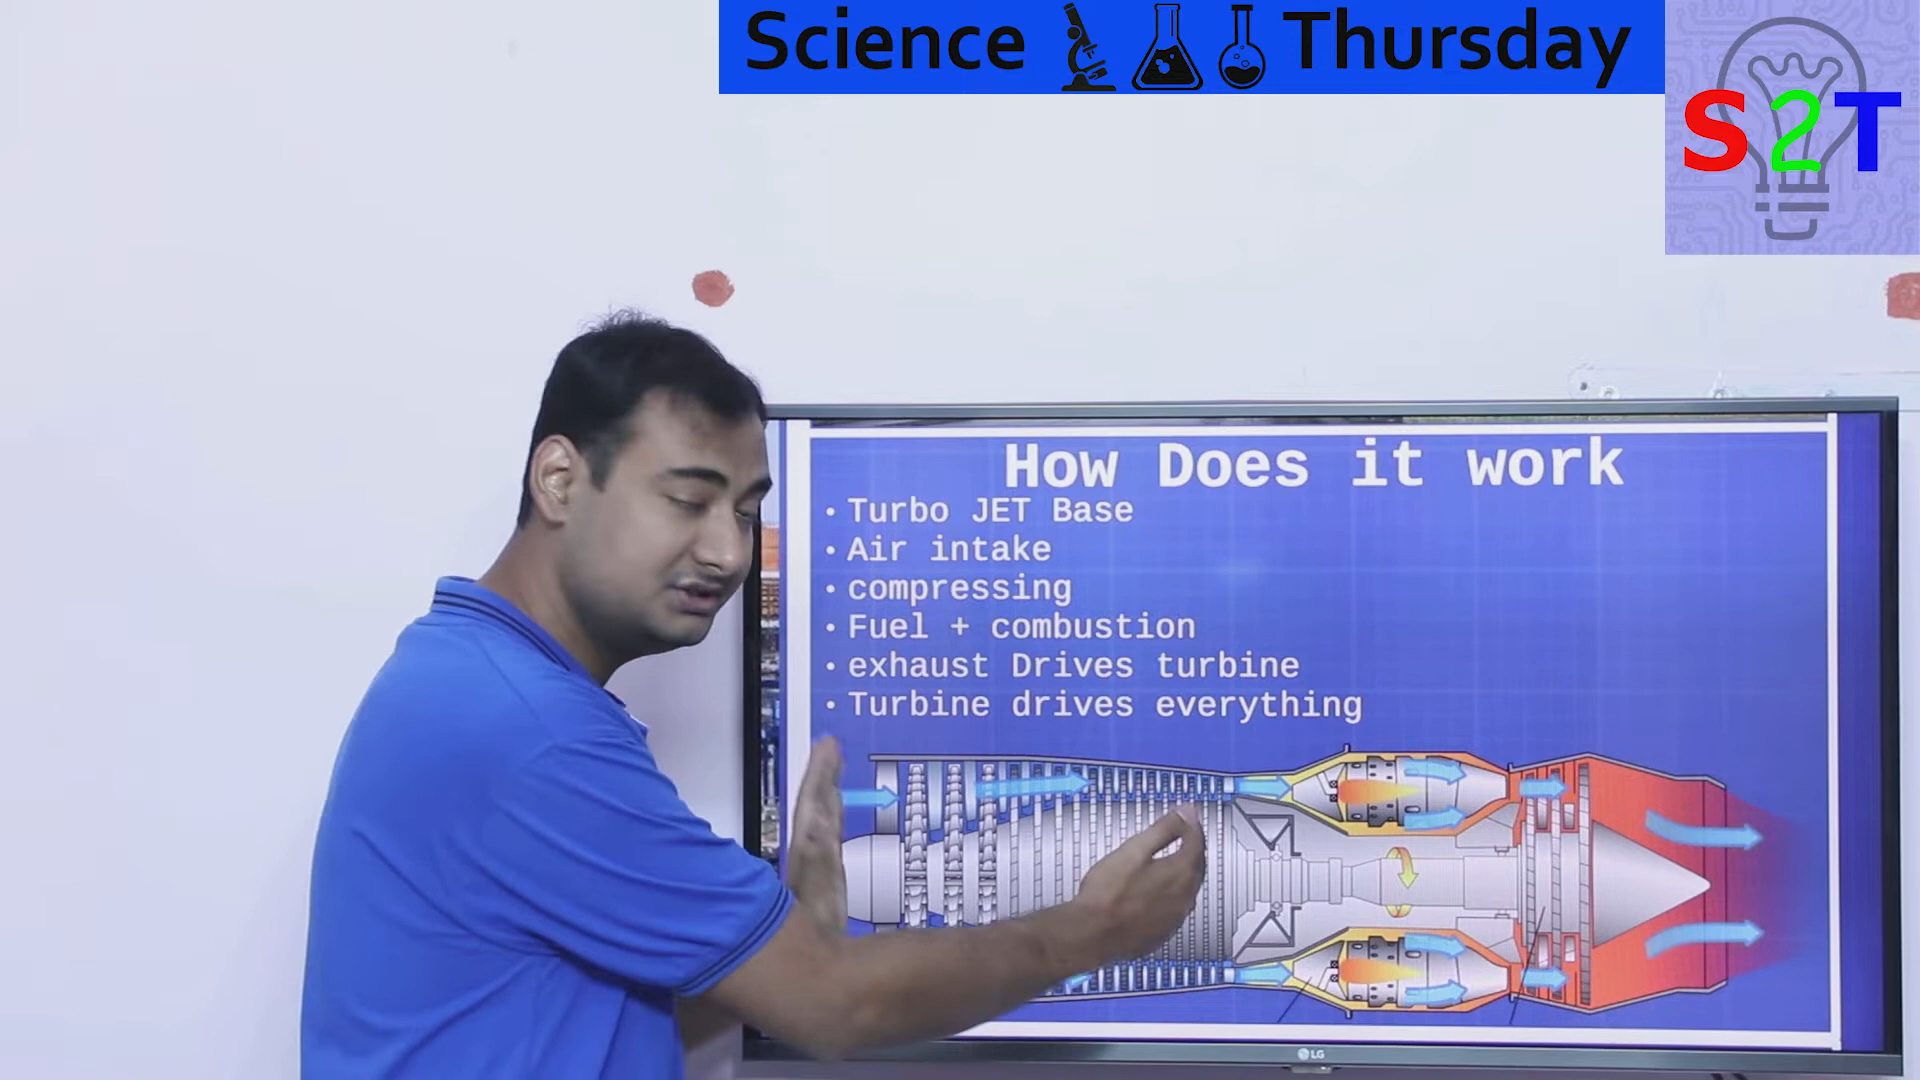 Science Thursday
S2T
How Does it work
• Turbo JET Base
• Air intake
• compressing
• Fuel + combustion
• exhaust Drives turbine
• Turbine drives everything
LG